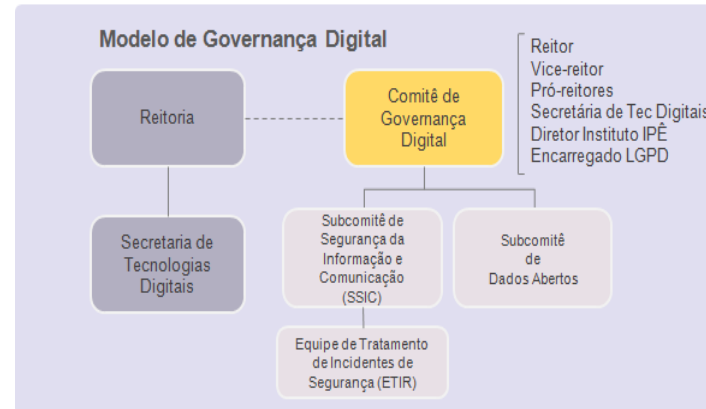 Modelo de Governança Digital
Reitor
Vice-reitor
Pró-reitores
Secretária de Tec Digitais
Diretor Instituto IPÊ
Encarregado LGPD
Reitoria
Comitê de
Governança
Digital
Secretaria de
Tecnologias
Digitais
Subcomitê de
Segurança da
Informação e
Comunicação
(SSIC)
Subcomitê
de
Dados Abertos
Equipe de Tratamento
de Incidentes de
Segurança (ETIR)